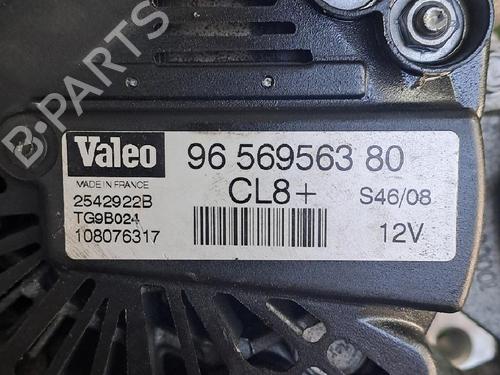 B-PARTS
Valeo
96 569563 80
MADE IN FRANCE
CL8+
S46/08
2542922B
TG9B024
108076317
12V